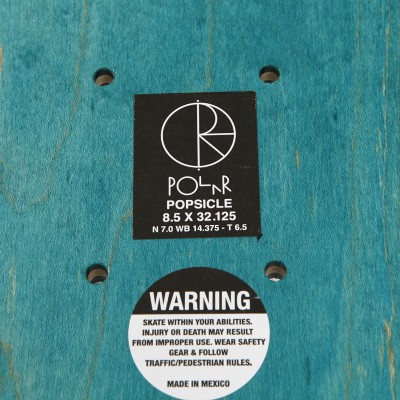 POLAR
POPSICLE
8.5 X 32.125
N 7.0 WB 14.375 - T 6.5
WARNING
SKATE WITHIN YOUR ABILITIES.
INJURY OR DEATH MAY RESULT
FROM IMPROPER USE. WEAR SAFETY
GEAR & FOLLOW
TRAFFIC/PEDESTRIAN RULES.
MADE IN MEXICO